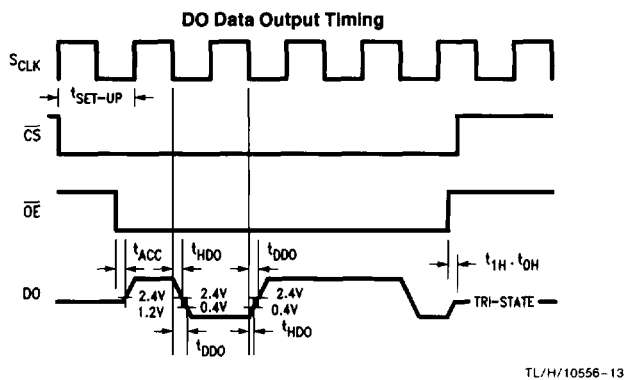 DO Data Output Timing
SCLK
tSET-UP
CS
OE
tACC
tHDO
tDDO
t1H, t0H
DO
2.4V
1.2V
2.4V
0.4V
2.4V
0.4V
TRI-STATE
tHDO
tDDO
TL/H/10556-13